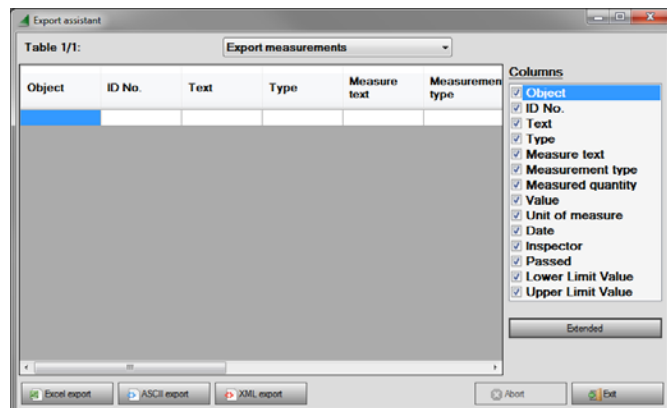 Export assistant
Table 1/1:
Export measurements
Object ID No. Text Type Measure text Measuremen type
Columns
Object
ID No.
Text
Type
Measure text
Measurement type
Measured quantity
Value
Unit of measure
Date
Inspector
Passed
Lower Limit Value
Upper Limit Value
Extended
Excel export ASCII export XML export Abort Exit